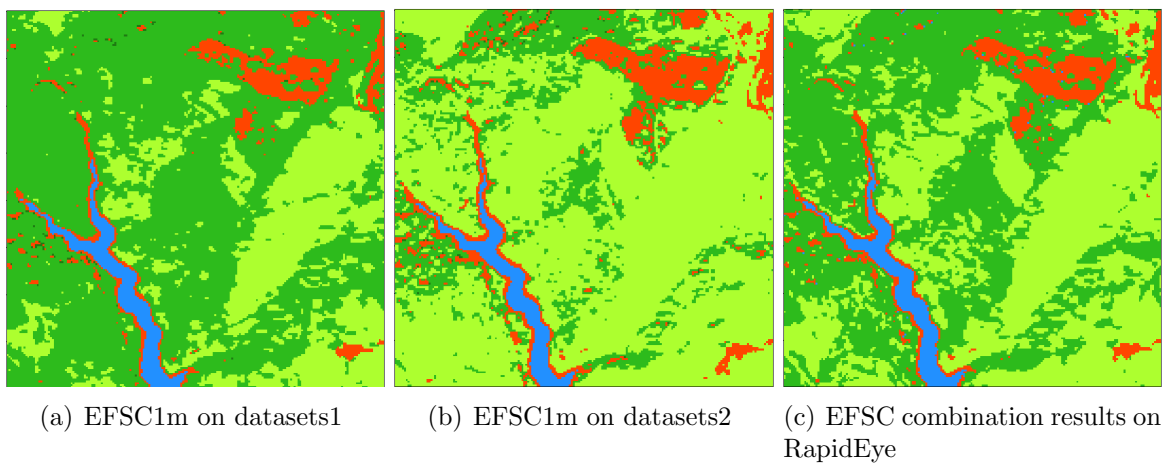 (a) EFSC1m on datasets1
(b) EFSC1m on datasets2
(c) EFSC combination results on
RapidEye